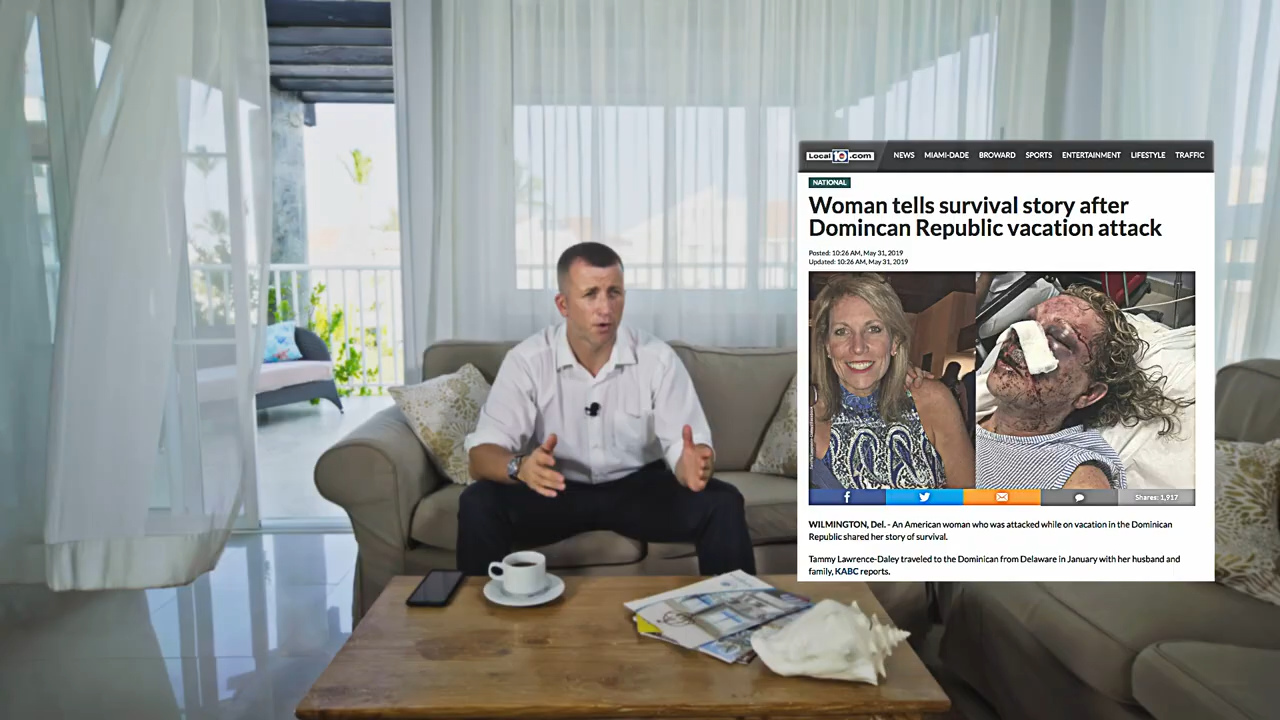 Local 10 .com NEWS MIAMI-DADE BROWARD SPORTS ENTERTAINMENT LIFESTYLE TRAFFIC
NATIONAL
Woman tells survival story after
Domincan Republic vacation attack
Posted: 10:26 AM, May 31, 2019
Updated: 10:26 AM, May 31, 2019
Shares: 1,917
WILMINGTON, Del. - An American woman who was attacked while on vacation in the Dominican
Republic shared her story of survival.
Tammy Lawrence-Daley traveled to the Dominican from Delaware in January with her husband and
family, KABC reports.